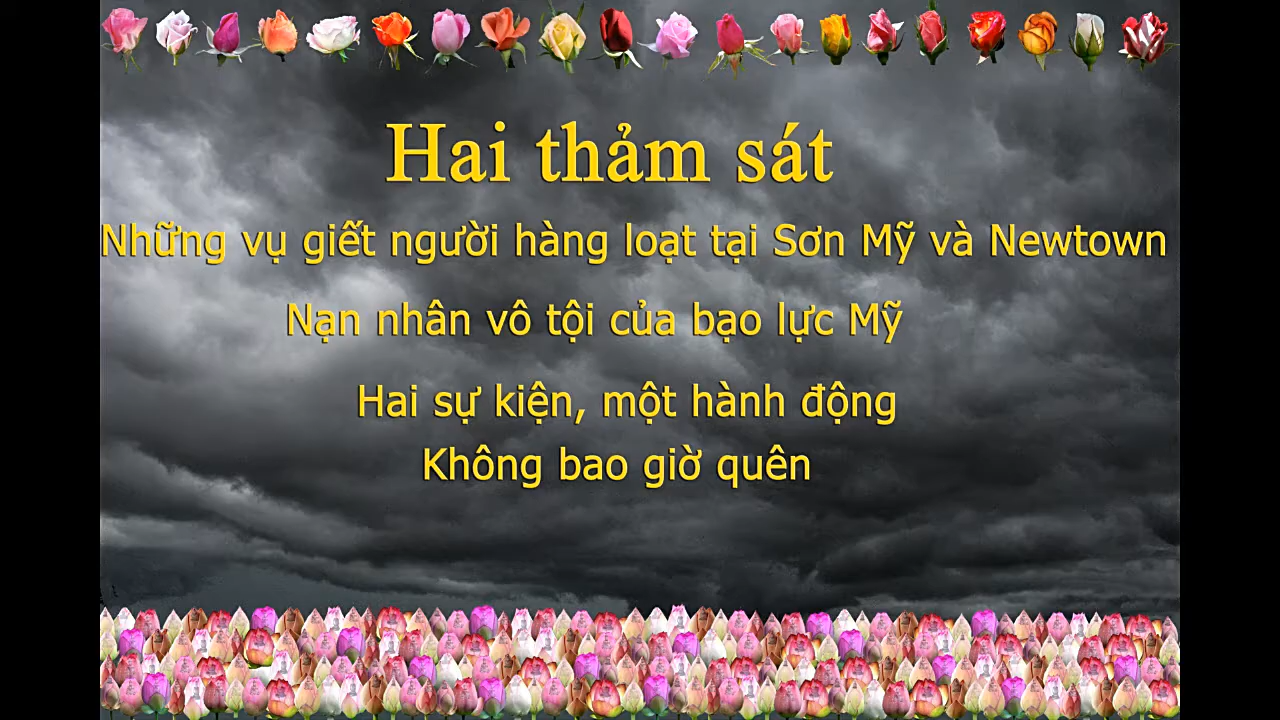 Hai thảm sát
Những vụ giết người hàng loạt tại Sơn Mỹ và Newtown
Nạn nhân vô tội của bạo lực Mỹ
Hai sự kiện, một hành động
Không bao giờ quên